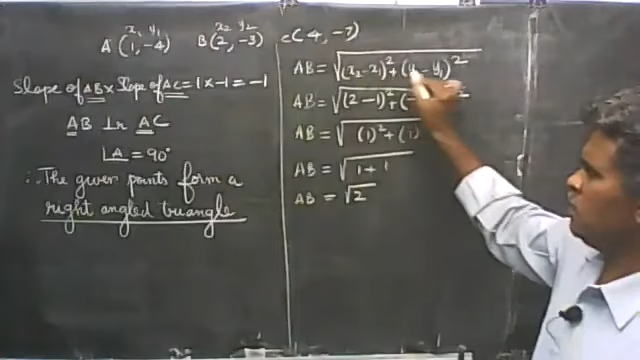 x₁ y₁ x₂ y₂
A (1, -4) B (2, -3) C (4, -7)
Slope of AB × Slope of AC = 1 × -1 = -1
AB ⊥r AC
∠A = 90°
∴ The given points form a
right angled triangle
AB = √(x₂-x₁)² + (y₂- y₁)²
AB = √(2-1)² + (-
AB = √(1)² + (1)
AB = √1 + 1
AB = √2